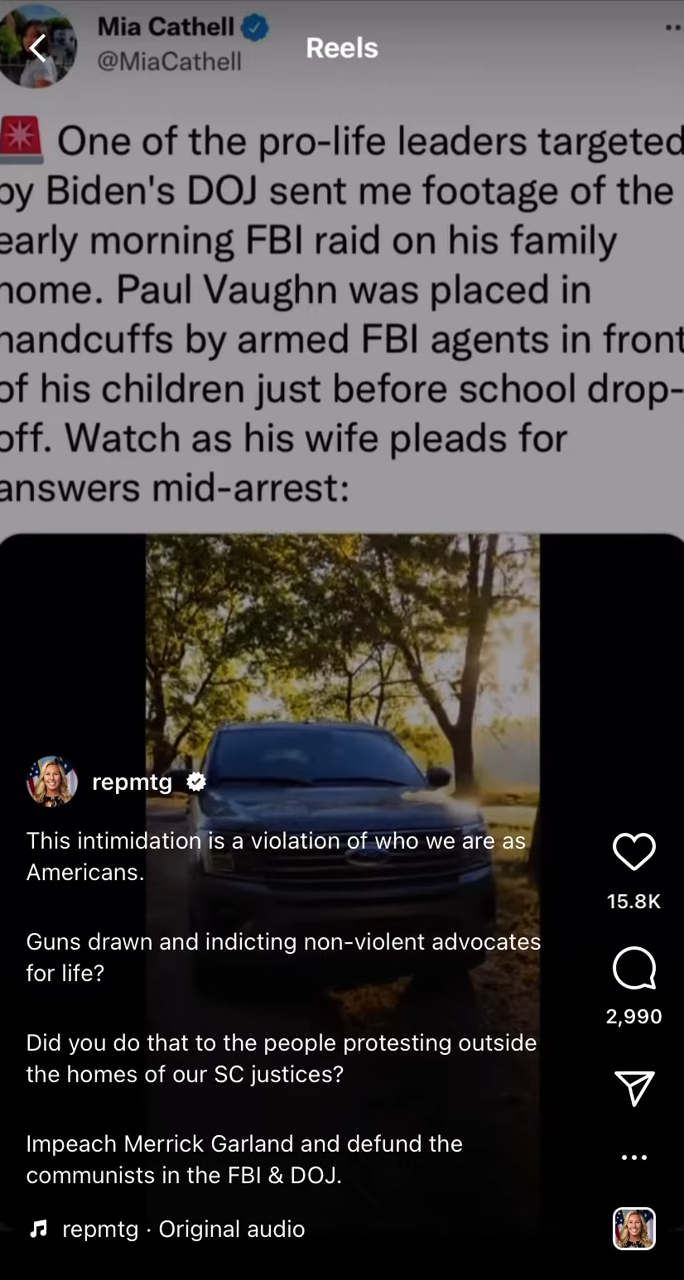 Mia Cathell
@MiaCathell
Reels
One of the pro-life leaders targeted
by Biden's DOJ sent me footage of the
early morning FBI raid on his family
home. Paul Vaughn was placed in
handcuffs by armed FBI agents in front
of his children just before school drop-
off. Watch as his wife pleads for
answers mid-arrest:
repmtg
This intimidation is a violation of who we are as
Americans.
Guns drawn and indicting non-violent advocates
for life?
Did you do that to the people protesting outside
the homes of our SC justices?
Impeach Merrick Garland and defund the
communists in the FBI & DOJ.
repmtg · Original audio
15.8K
2,990